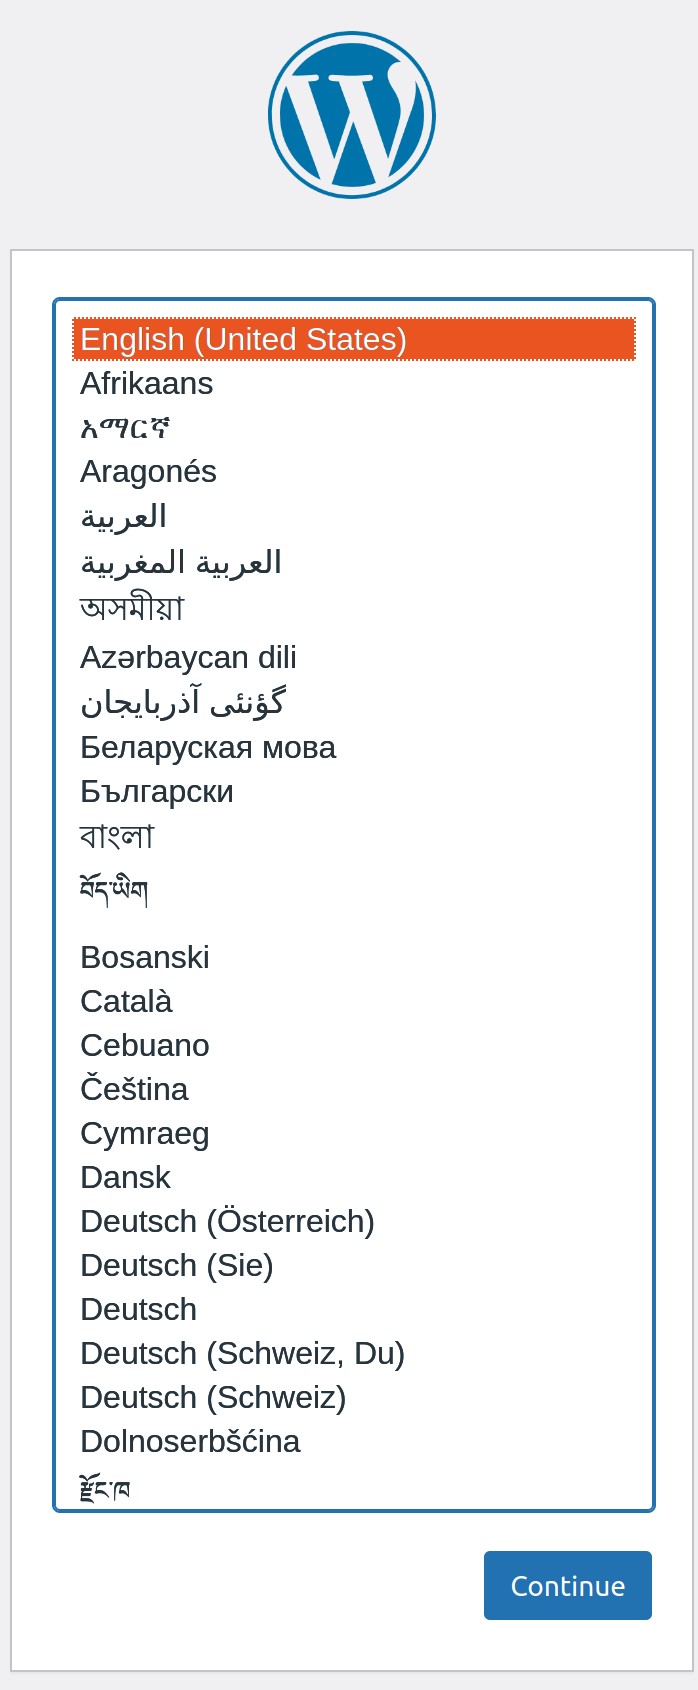 English (United States)
Afrikaans
አማርኛ
Aragonés
العربية
العربية المغربية
অসমীয়া
Azərbaycan dili
گؤنئی آذربایجان
Беларуская мова
Български
বাংলা
བོད་ཡིག
Bosanski
Català
Cebuano
Čeština
Cymraeg
Dansk
Deutsch (Österreich)
Deutsch (Sie)
Deutsch
Deutsch (Schweiz, Du)
Deutsch (Schweiz)
Dolnoserbšćina
རྫོང་ཁ
Continue